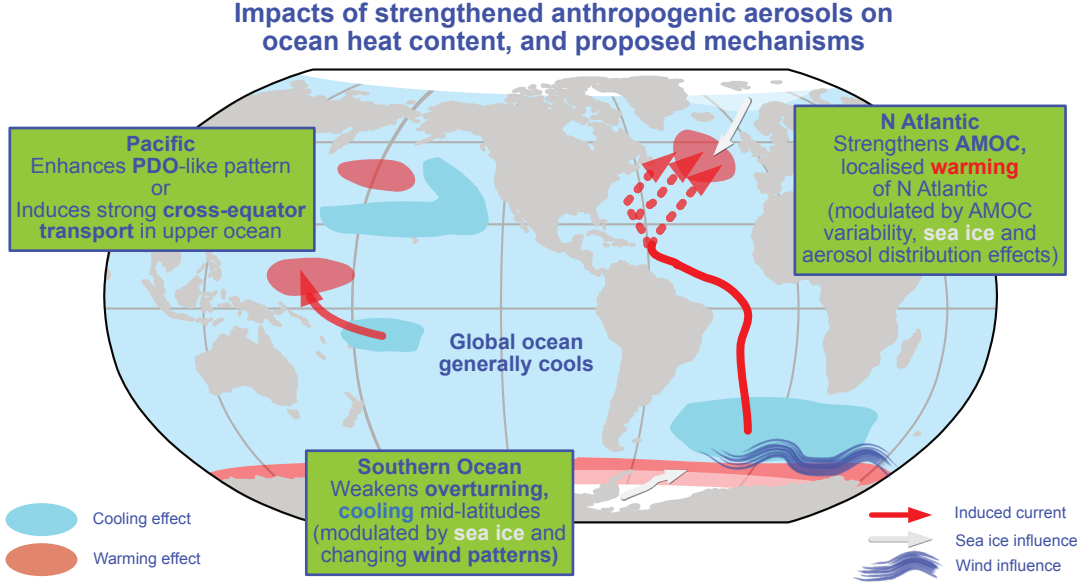 Impacts of strengthened anthropogenic aerosols on
ocean heat content, and proposed mechanisms
Pacific
Enhances PDO-like pattern
or
Induces strong cross-equator
transport in upper ocean
N Atlantic
Strengthens AMOC,
localised warming
of N Atlantic
(modulated by AMOC
variability, sea ice and
aerosol distribution effects)
Global ocean
generally cools
Southern Ocean
Weakens overturning,
cooling mid-latitudes
(modulated by sea ice and
changing wind patterns)
Cooling effect
Warming effect
Induced current
Sea ice influence
Wind influence